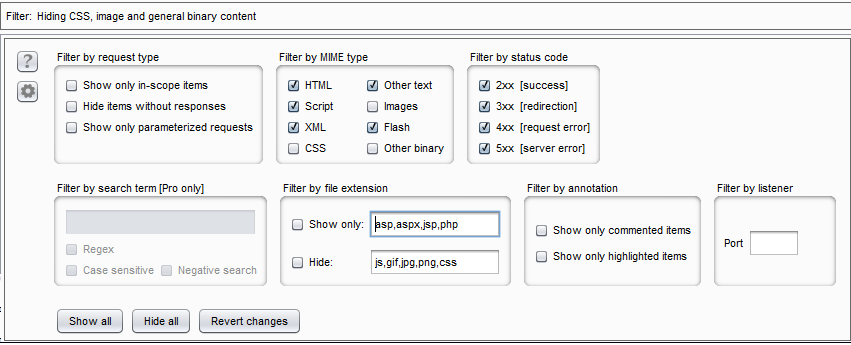 Filter: Hiding CSS, image and general binary content
?
Filter by request type
Show only in-scope items
Hide items without responses
Show only parameterized requests
Filter by MIME type
HTML
Other text
Script
Images
XML
Flash
CSS
Other binary
Filter by status code
2xx [success]
3xx [redirection]
4xx [request error]
5xx [server error]
Filter by search term [Pro only]
Regex
Case sensitive
Negative search
Filter by file extension
Show only: asp,aspx,jsp,php
Hide: js,gif,jpg,png,css
Filter by annotation
Show only commented items
Show only highlighted items
Filter by listener
Port
Show all
Hide all
Revert changes